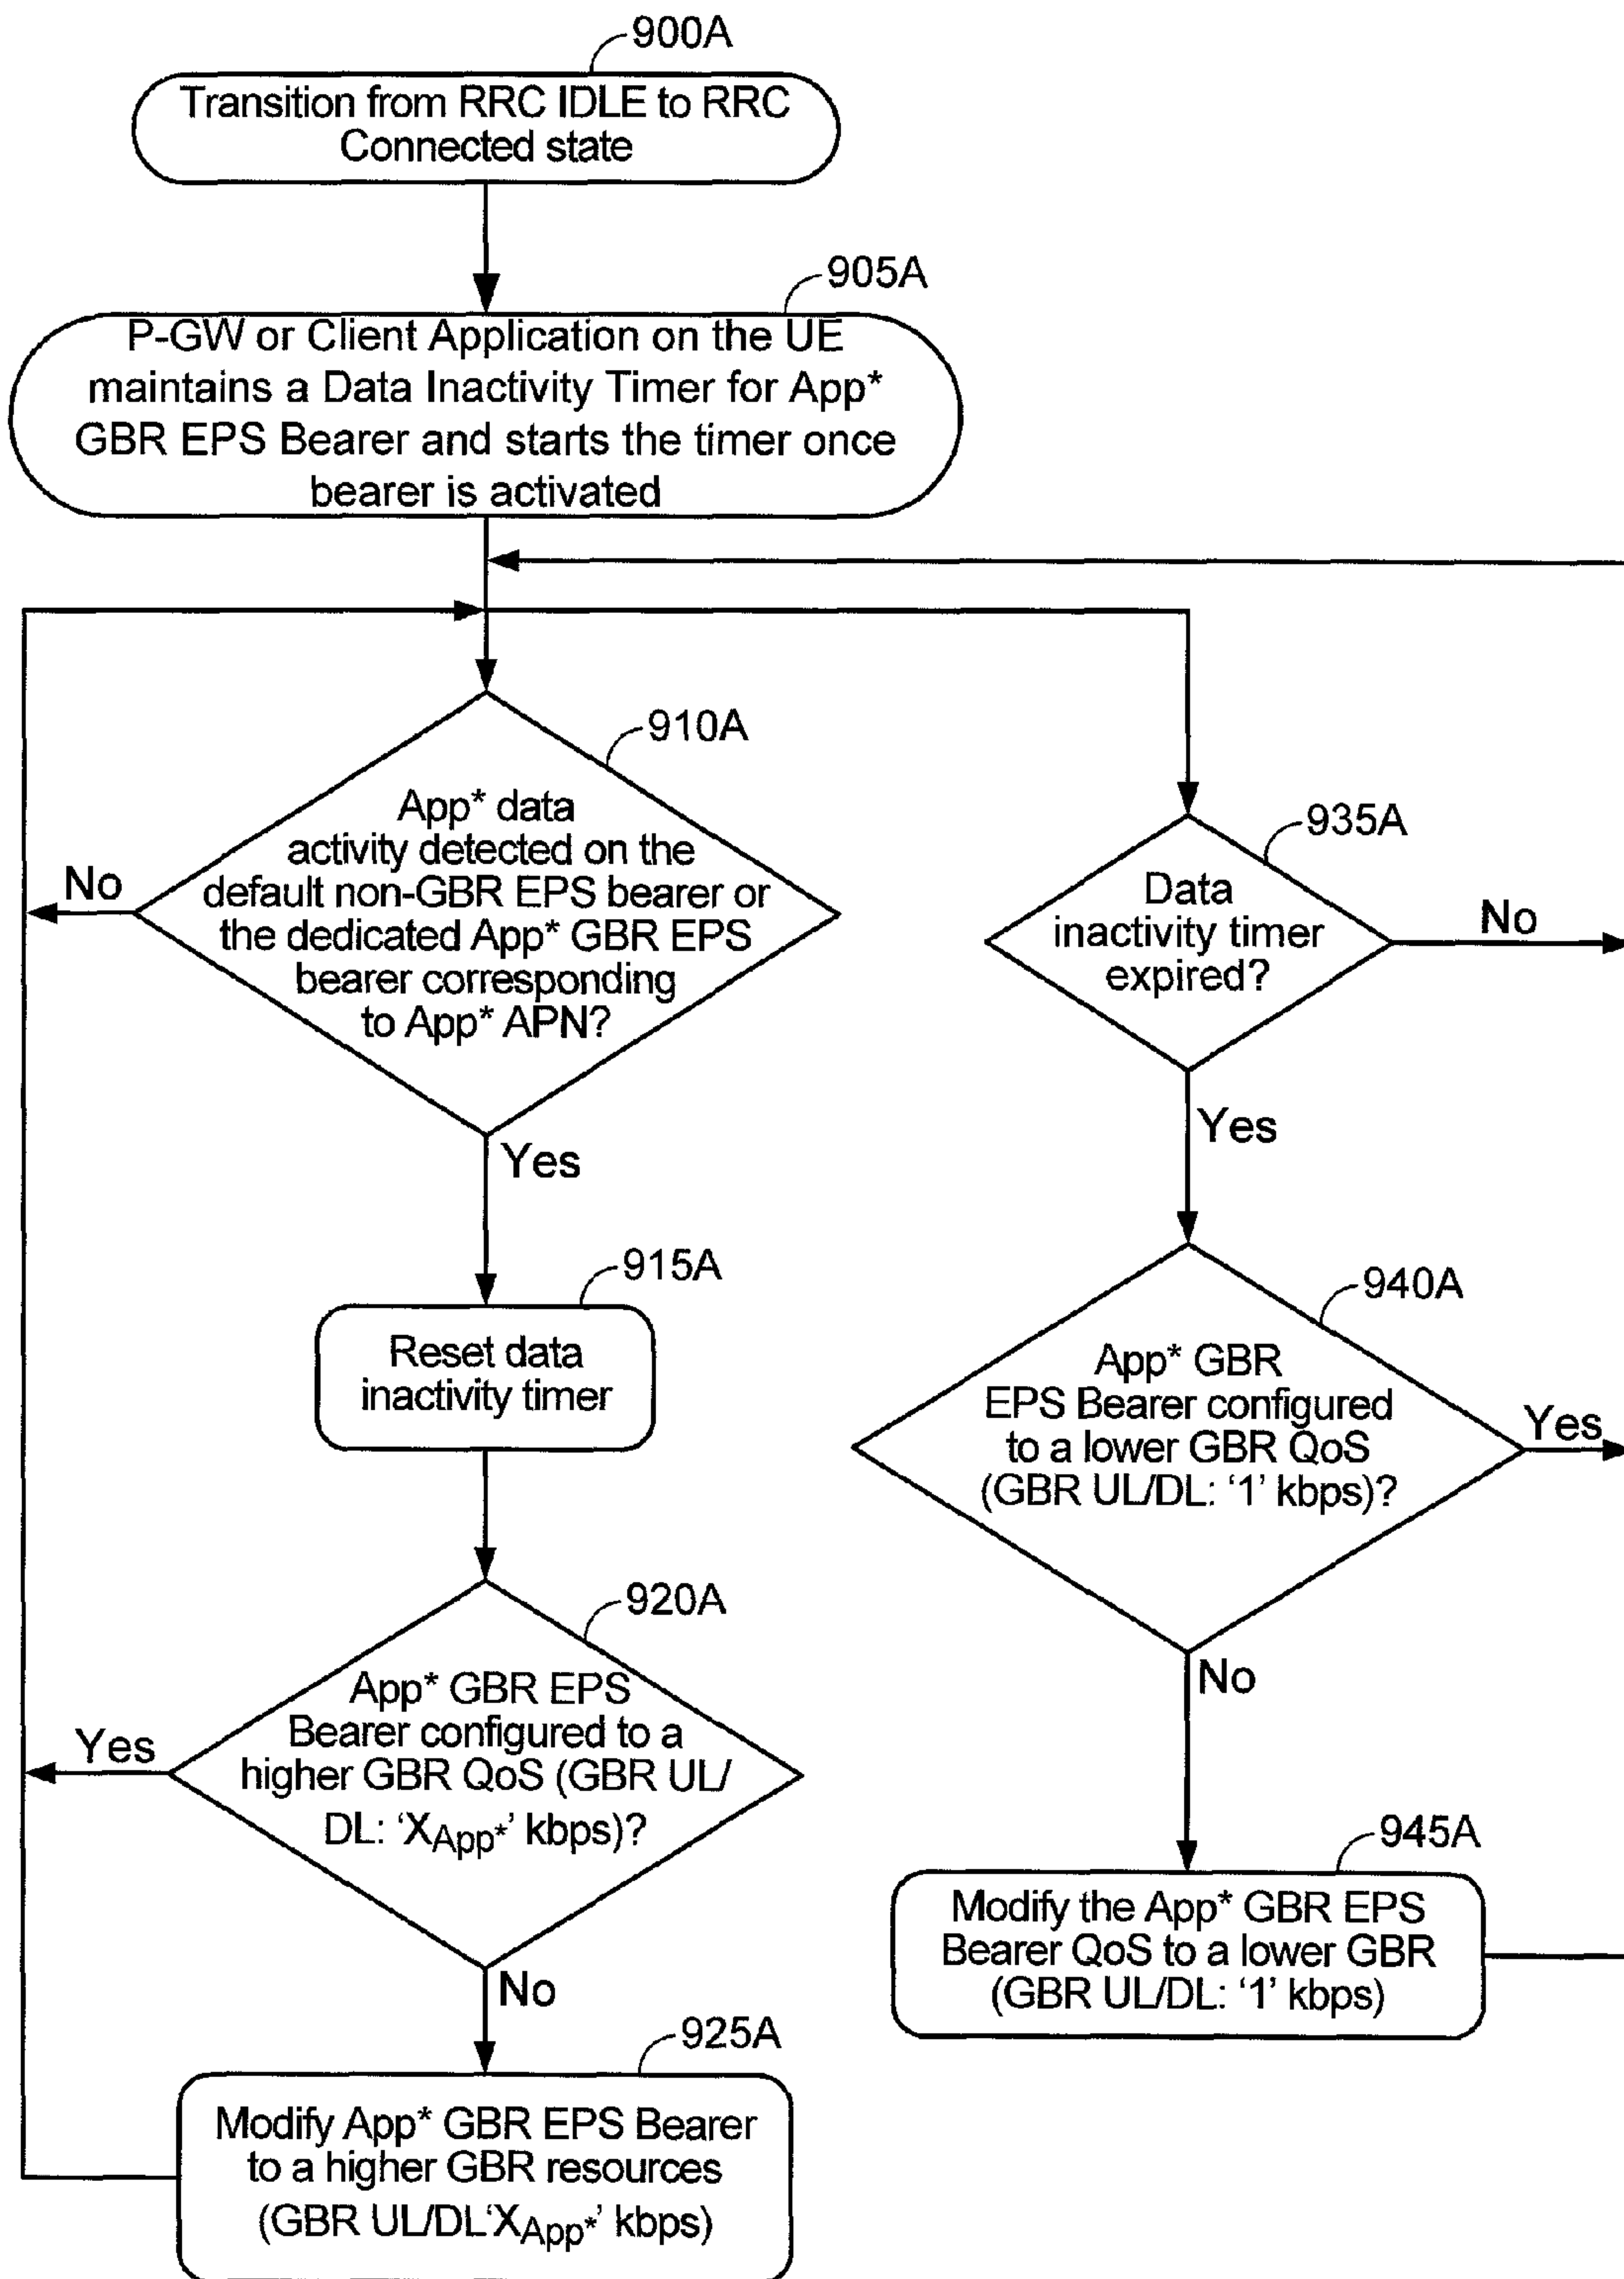 900A
Transition from RRC IDLE to RRC
Connected state
905A
P-GW or Client Application on the UE
maintains a Data Inactivity Timer for App*
GBR EPS Bearer and starts the timer once
bearer is activated
910A
App* data
activity detected on the
default non-GBR EPS bearer or
the dedicated App* GBR EPS
bearer corresponding
to App* APN?
No
Yes
915A
Reset data
inactivity timer
920A
App* GBR EPS
Bearer configured to a
higher GBR QoS (GBR UL/
DL: ‘XApp*’ kbps)?
Yes
No
925A
Modify App* GBR EPS Bearer
to a higher GBR resources
(GBR UL/DL‘XApp*’ kbps)
935A
Data
inactivity timer
expired?
No
Yes
940A
App* GBR
EPS Bearer configured
to a lower GBR QoS
(GBR UL/DL: ‘1’ kbps)?
Yes
No
945A
Modify the App* GBR EPS
Bearer QoS to a lower GBR
(GBR UL/DL: ‘1’ kbps)